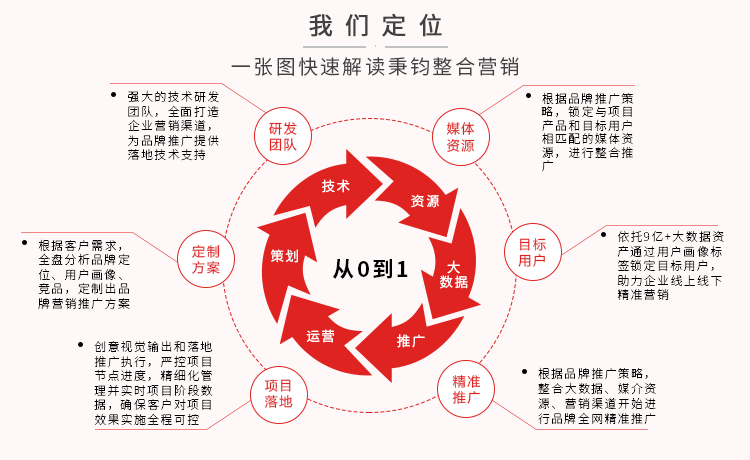 我们定位
一张图快速解读秉钧整合营销
强大的技术研发
团队，全面打造
企业营销渠道，
为品牌推广提供
落地技术支持
研发
团队
媒体
资源
根据品牌推广策
略，锁定与项目
产品和目标用户
相匹配的媒体资
源，进行整合推
广
技术
资源
根据客户需求，
全盘分析品牌定
位、用户画像、
竞品，定制出品
牌营销推广方案
定制
方案
策划
从0到1
大
数据
目标
用户
依托9亿+大数据资
产通过用户画像标
签锁定目标用户，
助力企业线上线下
精准营销
运营
推广
创意视觉输出和落地
推广执行，严控项目
节点进度，精细化管
理并实时项目阶段数
据，确保客户对项目
效果实施全程可控
项目
落地
精准
推广
根据品牌推广策略，
整合大数据、媒介资
源、营销渠道开始进
行品牌全网精准推广